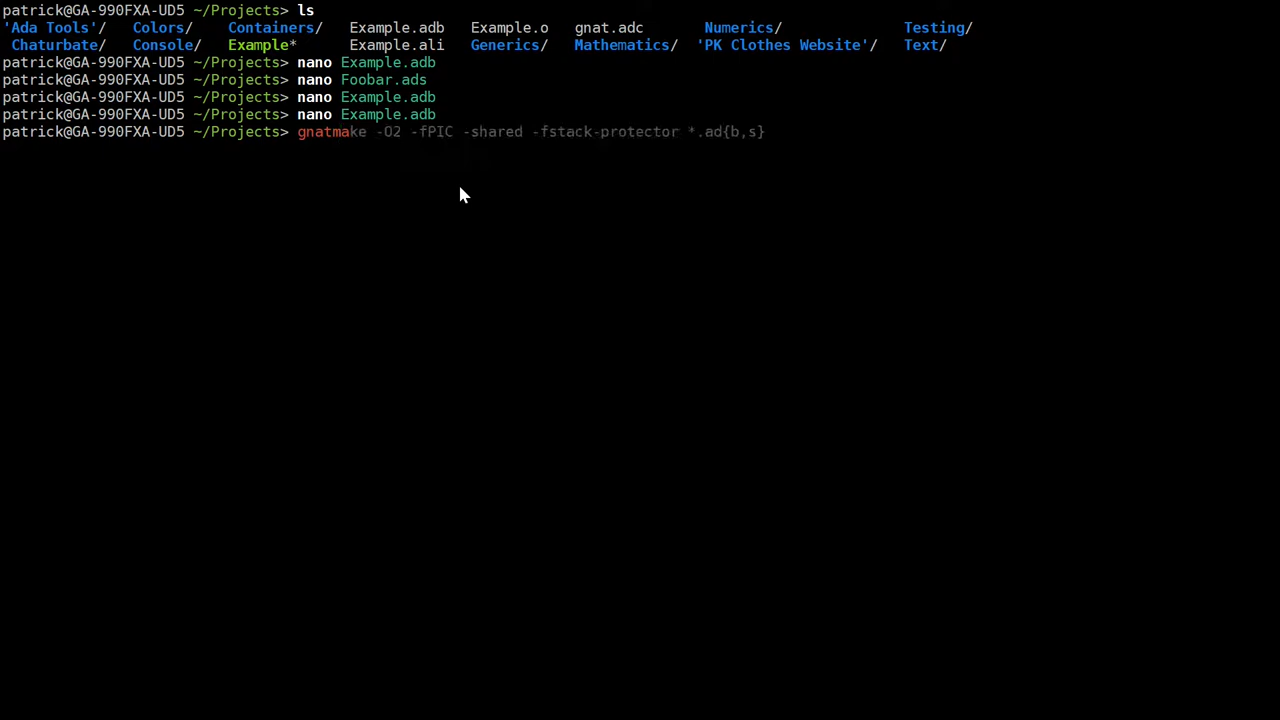 patrick@GA-990FXA-UD5 ~/Projects> ls
'Ada Tools'/ Colors/ Containers/ Example.adb Example.o gnat.adc Numerics/ Testing/
Chaturbate/ Console/ Example* Example.ali Generics/ Mathematics/ 'PK Clothes Website'/ Text/
patrick@GA-990FXA-UD5 ~/Projects> nano Example.adb
patrick@GA-990FXA-UD5 ~/Projects> nano Foobar.ads
patrick@GA-990FXA-UD5 ~/Projects> nano Example.adb
patrick@GA-990FXA-UD5 ~/Projects> nano Example.adb
patrick@GA-990FXA-UD5 ~/Projects> gnatmake -O2 -fPIC -shared -fstack-protector *.ad{b,s}